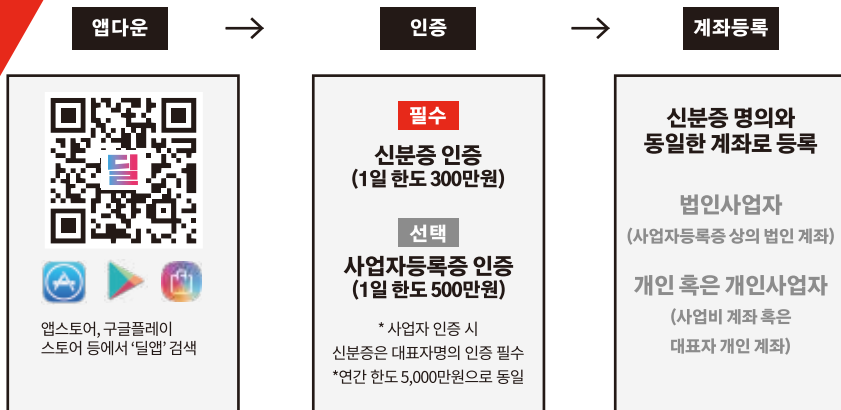 앱다운
→
인증
→
계좌등록
딜
앱스토어, 구글플레이
스토어 등에서 ‘딜앱’ 검색
필수
신분증 인증
(1일 한도 300만원)
선택
사업자등록증 인증
(1일 한도 500만원)
* 사업자 인증 시
신분증은 대표자명의 인증 필수
*연간 한도 5,000만원으로 동일
신분증 명의와
동일한 계좌로 등록
법인사업자
(사업자등록증 상의 법인 계좌)
개인 혹은 개인사업자
(사업비 계좌 혹은
대표자 개인 계좌)